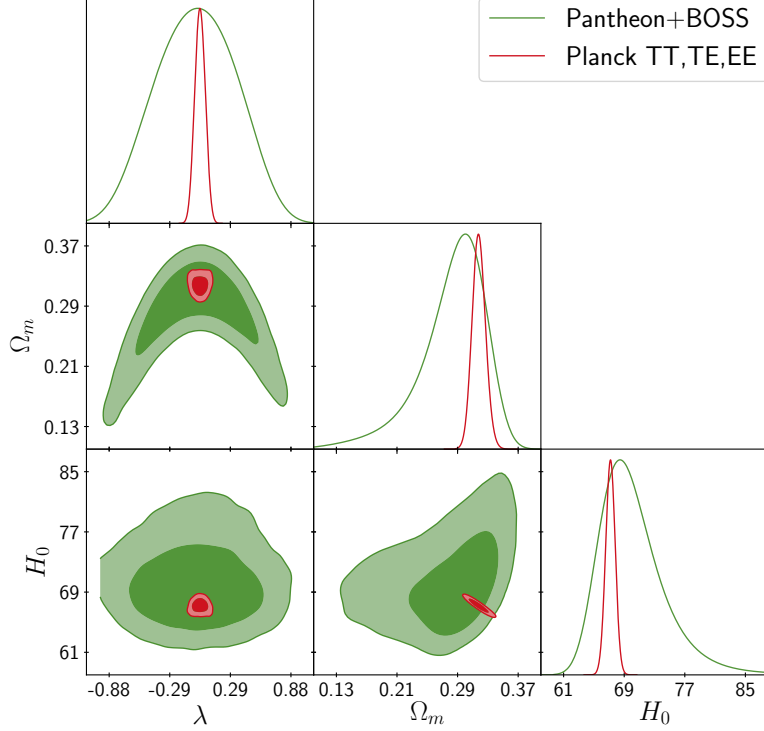 Pantheon+BOSS
Planck TT,TE,EE
0.37
0.29
0.21
0.13
Ω_m
85
77
69
61
H_0
-0.88 -0.29 0.29 0.88
0.13 0.21 0.29 0.37
61 69 77 85
λ
Ω_m
H_0